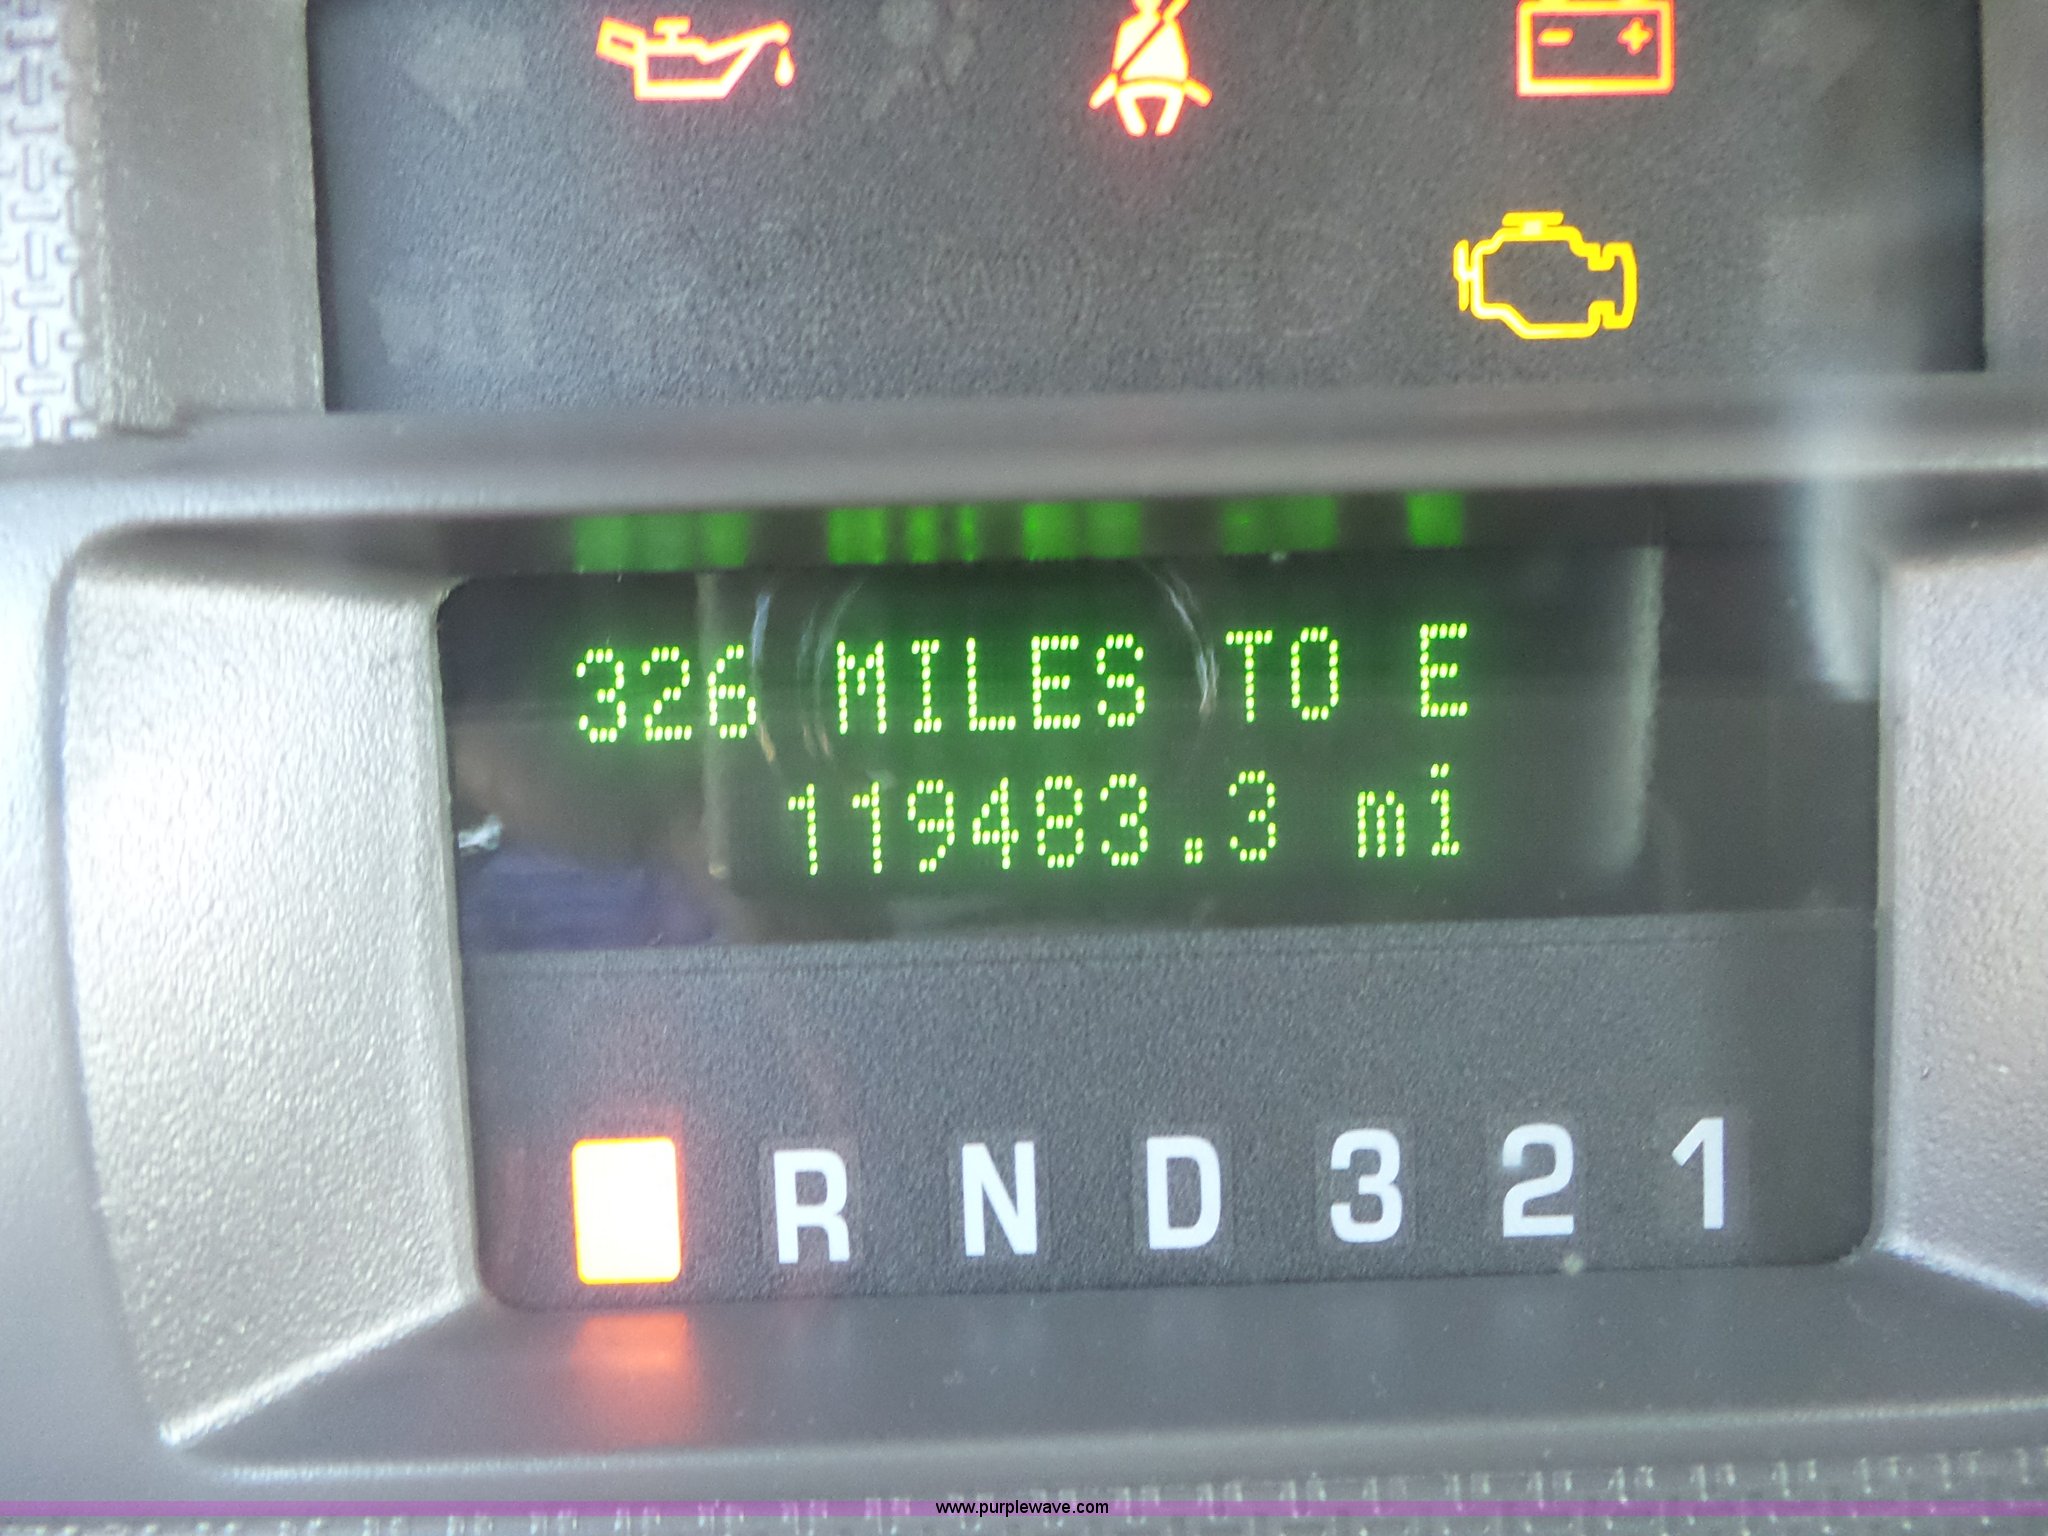 326 MILES TO E
119483.3 mi
R N D 3 2 1
www.purplewave.com